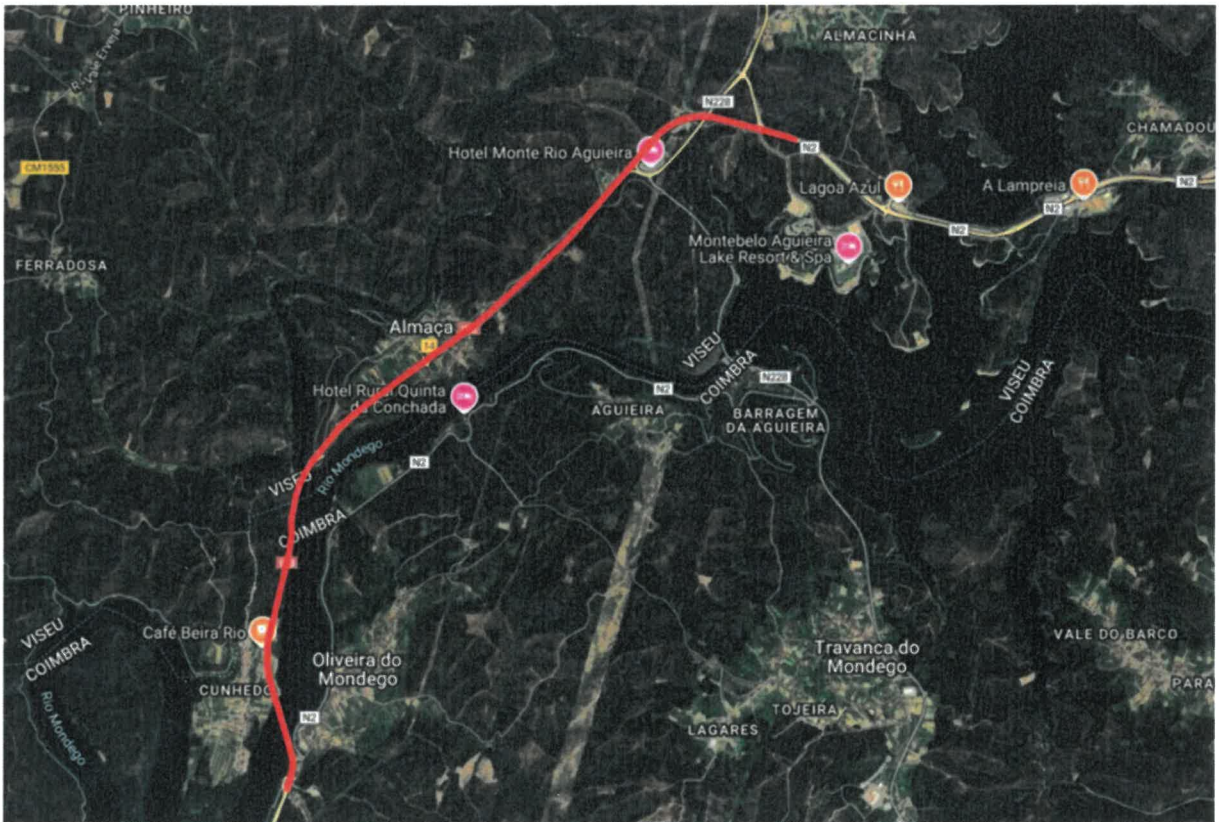 PINHEIRO
ALMACINHA
N228
CHAMADOU
Hotel Monte Rio Aguieira
N2
CM1555
Lagoa Azul
A Lampreia
N2
N2
N2
Montebelo Aguieira
Lake Resort & Spa
FERRADOSA
Almaça
VISEU
COIMBRA
VISEU
COIMBRA
Hotel Rural Quinta
da Conchada
N2
N228
AGUIEIRA
BARRAGEM
DA AGUIEIRA
Rio Mondego
N2
VISEU
COIMBRA
VISEU
COIMBRA
Café Beira Rio
Oliveira do
Mondego
Travanca do
Mondego
VALE DO BARCO
CUNHEDO
PARA
Rio Mondego
N2
TOJEIRA
LAGARES